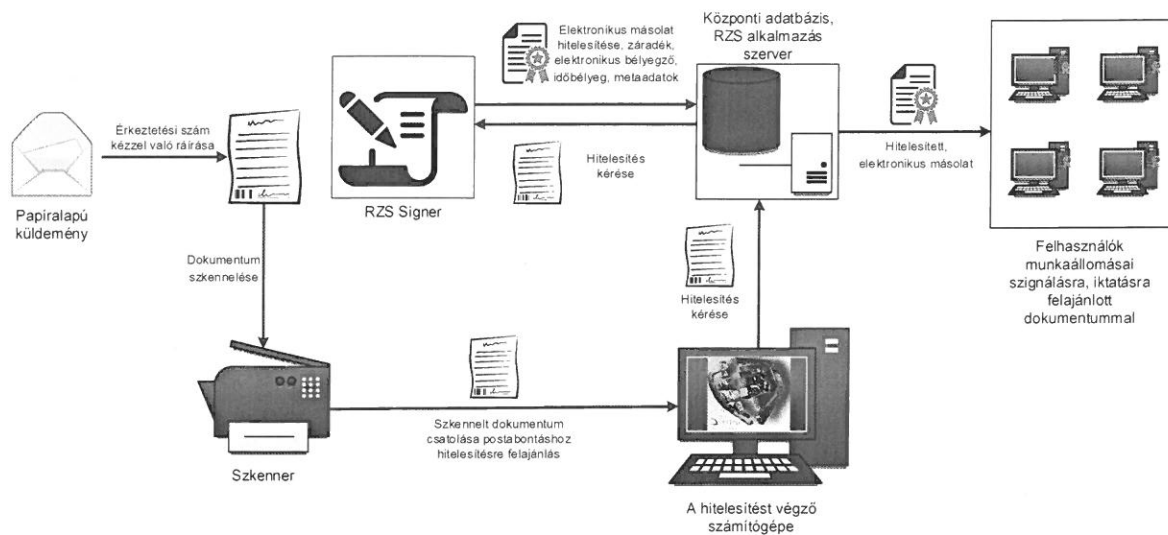 Elektronikus másolat
hitelesítése, záradék,
elektronikus bélyegző,
időbélyeg, metaadatok
Központi adatbázis,
RZS alkalmazás
szerver
Érkeztetési szám
kézzel való ráírása
Papíralapú
küldemény
RZS Signer
Hitelesítés
kérése
Hitelesített,
elektronikus másolat
Felhasználók
munkaállomásai
szignálásra, iktatásra
felajánlott
dokumentummal
Dokumentum
szkennelése
Hitelesítés
kérése
Szkenner
Szkennelt dokumentum
csatolása postabontáshoz
hitelesítésre felajánlás
A hitelesítést végző
számítógépe